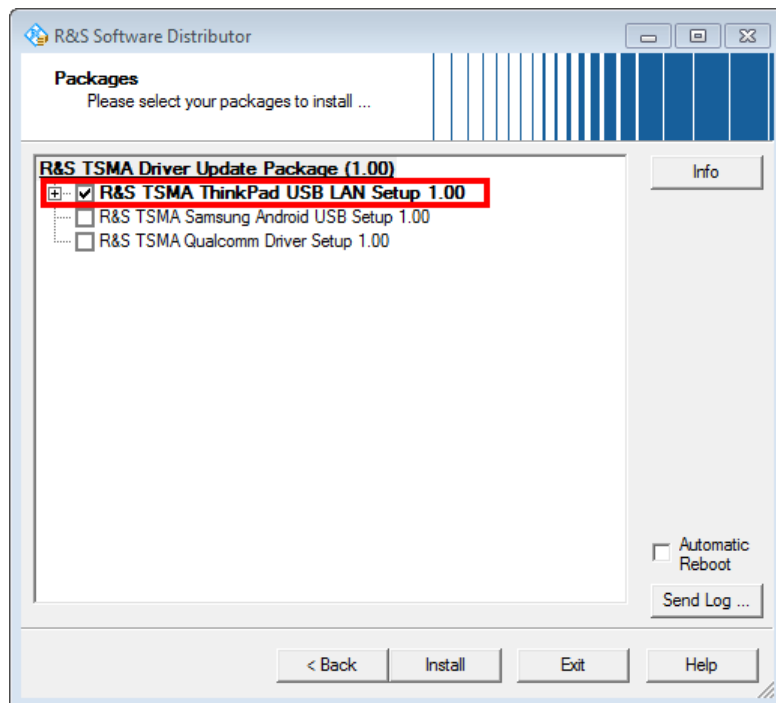 R&S Software Distributor
Packages
Please select your packages to install ...
R&S TSMA Driver Update Package (1.00)
R&S TSMA ThinkPad USB LAN Setup 1.00
R&S TSMA Samsung Android USB Setup 1.00
R&S TSMA Qualcomm Driver Setup 1.00
Info
Automatic
Reboot
Send Log ...
< Back
Install
Exit
Help